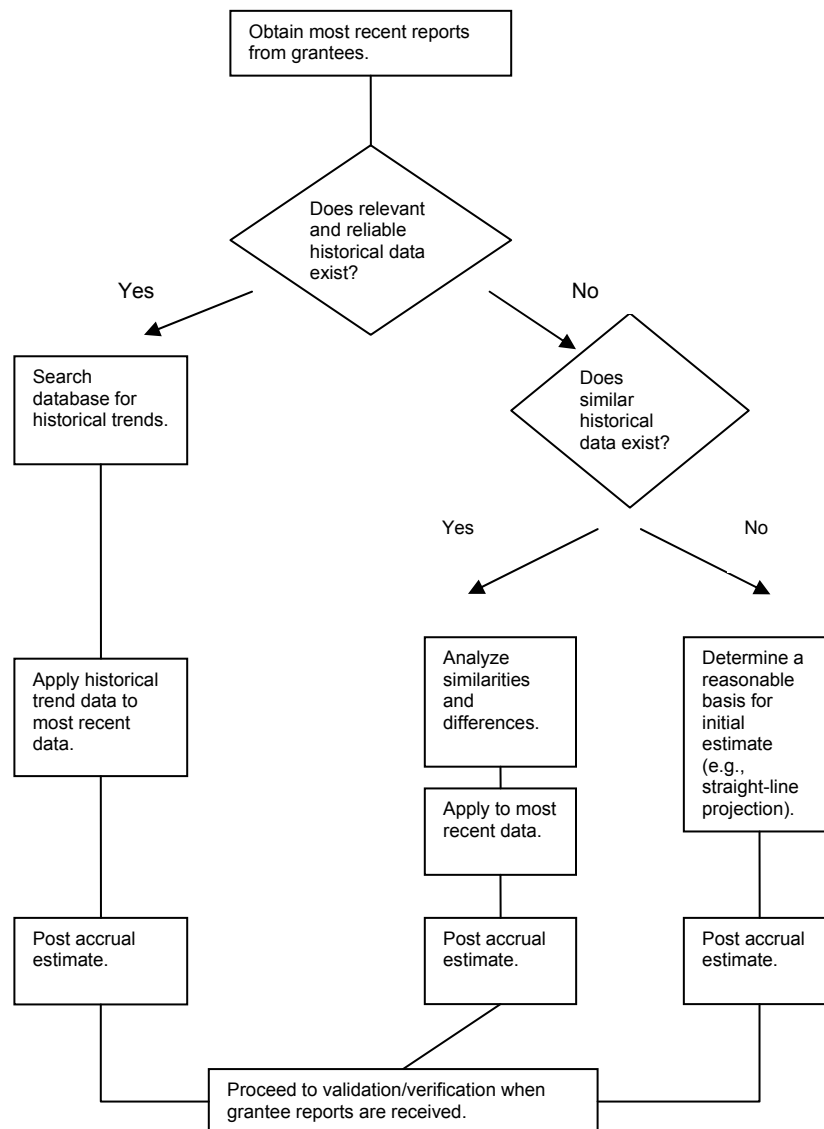 Obtain most recent reports
from grantees.
Does relevant
and reliable
historical data
exist?
Yes
No
Search
database for
historical trends.
Does
similar
historical
data exist?
Yes
No
Apply historical
trend data to
most recent
data.
Analyze
similarities
and
differences.
Determine a
reasonable
basis for
initial
estimate
(e.g.,
straight-line
projection).
Apply to most
recent data.
Post accrual
estimate.
Post accrual
estimate.
Post accrual
estimate.
Proceed to validation/verification when
grantee reports are received.